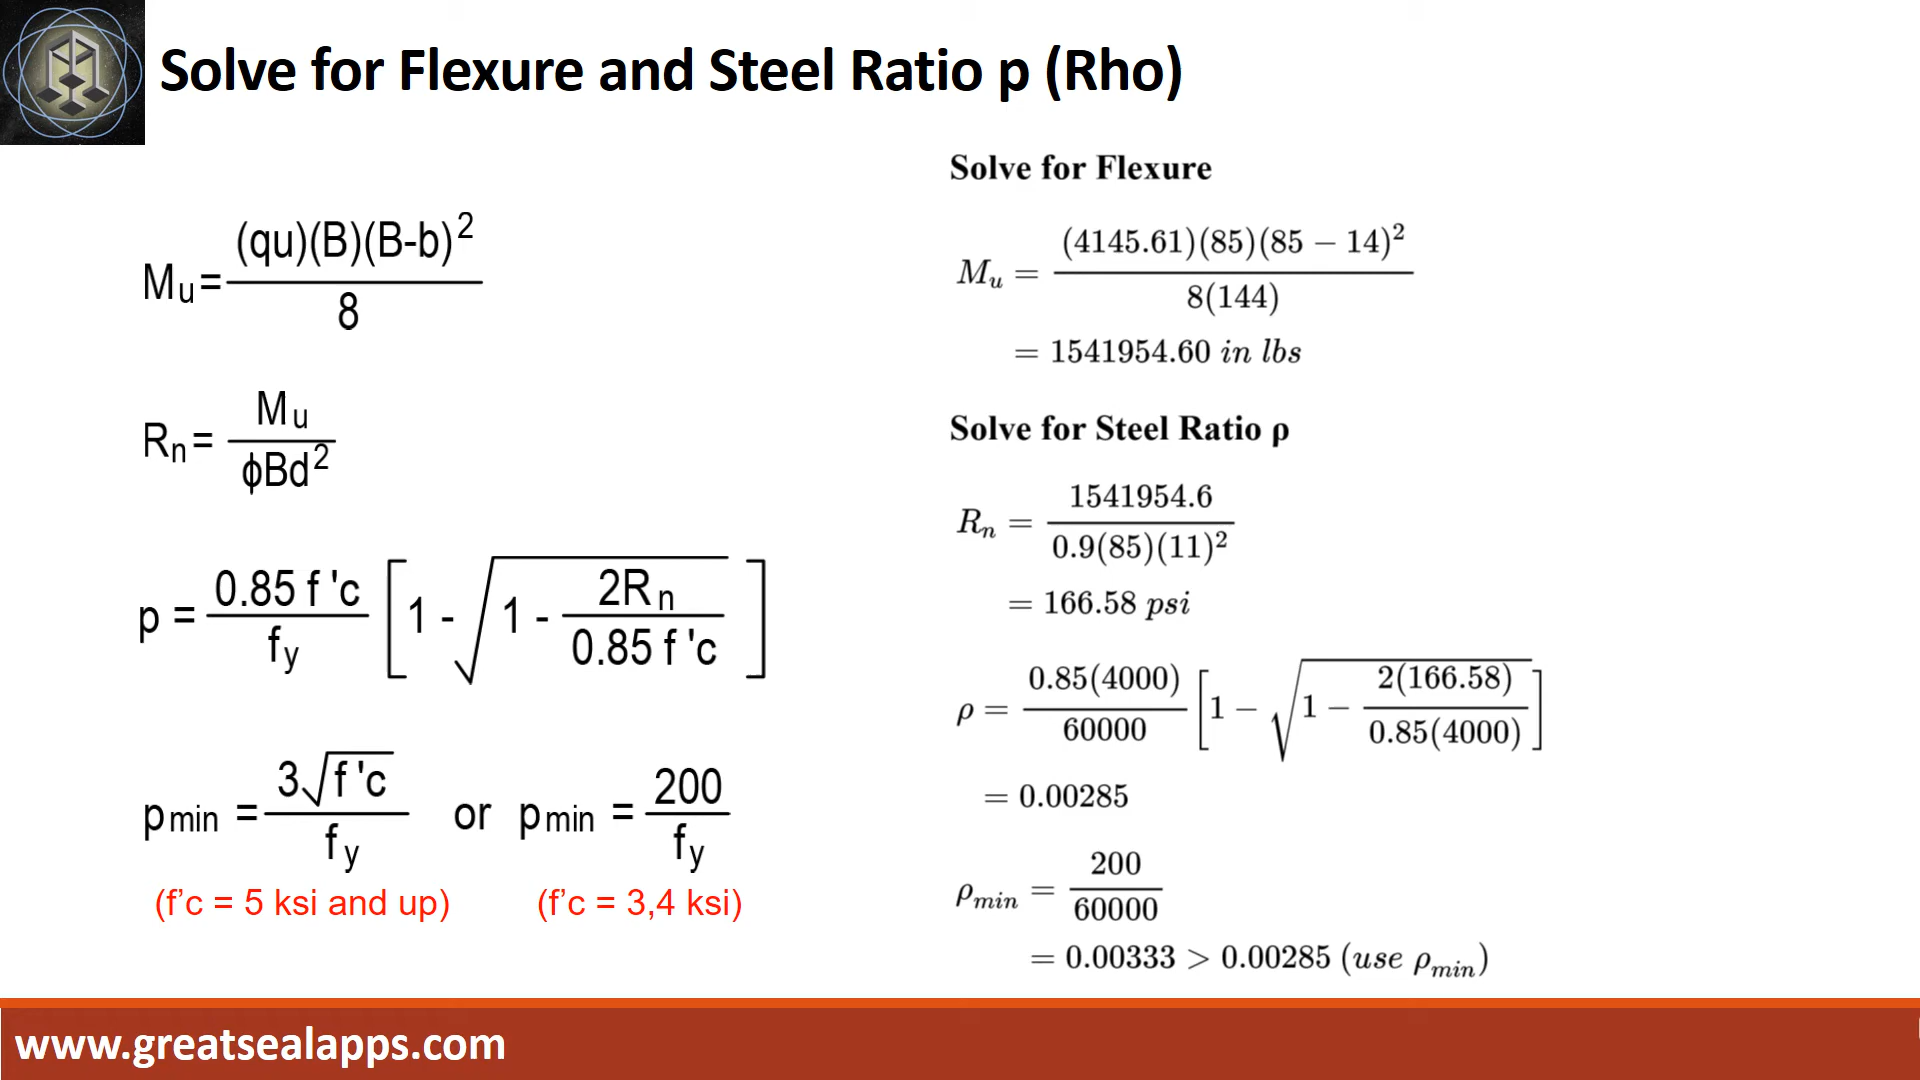 Solve for Flexure and Steel Ratio p (Rho)
Mu = (qu)(B)(B-b)² / 8
Rn = Mu / ϕBd²
p = 0.85 f 'c / fy [1 - √(1 - 2Rn / 0.85 f 'c)]
pmin = 3√f 'c / fy or pmin = 200 / fy
(f’c = 5 ksi and up) (f’c = 3,4 ksi)
Solve for Flexure
Mu = (4145.61)(85)(85 − 14)² / 8(144)
= 1541954.60 in lbs
Solve for Steel Ratio ρ
Rn = 1541954.6 / 0.9(85)(11)²
= 166.58 psi
ρ = 0.85(4000) / 60000 [1 − √(1 − 2(166.58) / 0.85(4000))]
= 0.00285
ρmin = 200 / 60000
= 0.00333 > 0.00285 (use ρmin)
www.greatsealapps.com